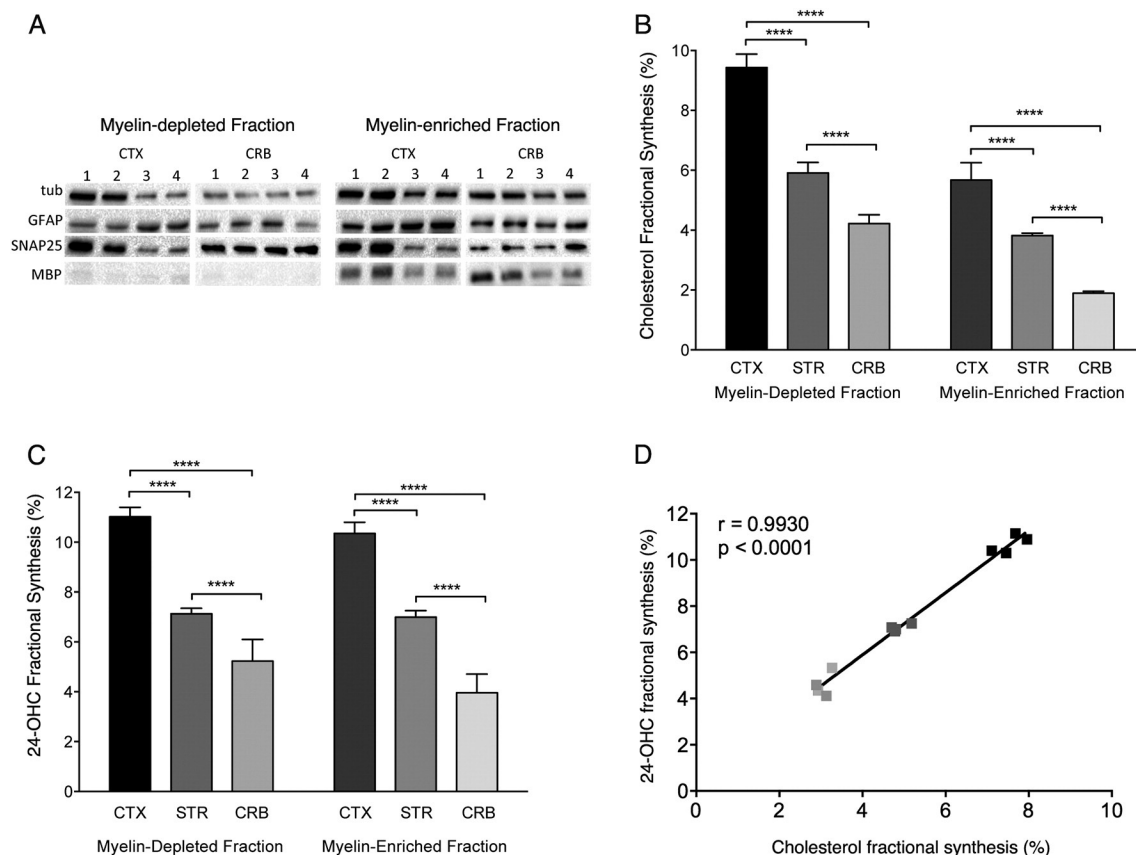 A
Myelin-depleted Fraction Myelin-enriched Fraction
CTX CRB CTX CRB
1 2 3 4 1 2 3 4 1 2 3 4 1 2 3 4
tub
GFAP
SNAP25
MBP
B
Cholesterol Fractional Synthesis (%)
10
8
6
4
2
0
****
****
****
****
****
****
CTX STR CRB CTX STR CRB
Myelin-Depleted Fraction Myelin-Enriched Fraction
C
24-OHC Fractional Synthesis (%)
12
10
8
6
4
2
0
****
****
****
****
****
****
CTX STR CRB CTX STR CRB
Myelin-Depleted Fraction Myelin-Enriched Fraction
D
24-OHC fractional synthesis (%)
12
10
8
6
4
2
0
r = 0.9930
p < 0.0001
0 2 4 6 8 10
Cholesterol fractional synthesis (%)